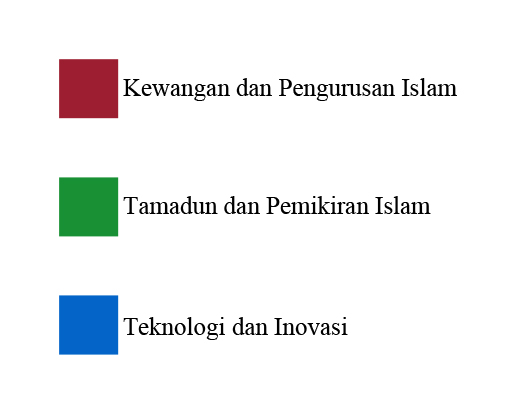 Kewangan dan Pengurusan Islam
Tamadun dan Pemikiran Islam
Teknologi dan Inovasi